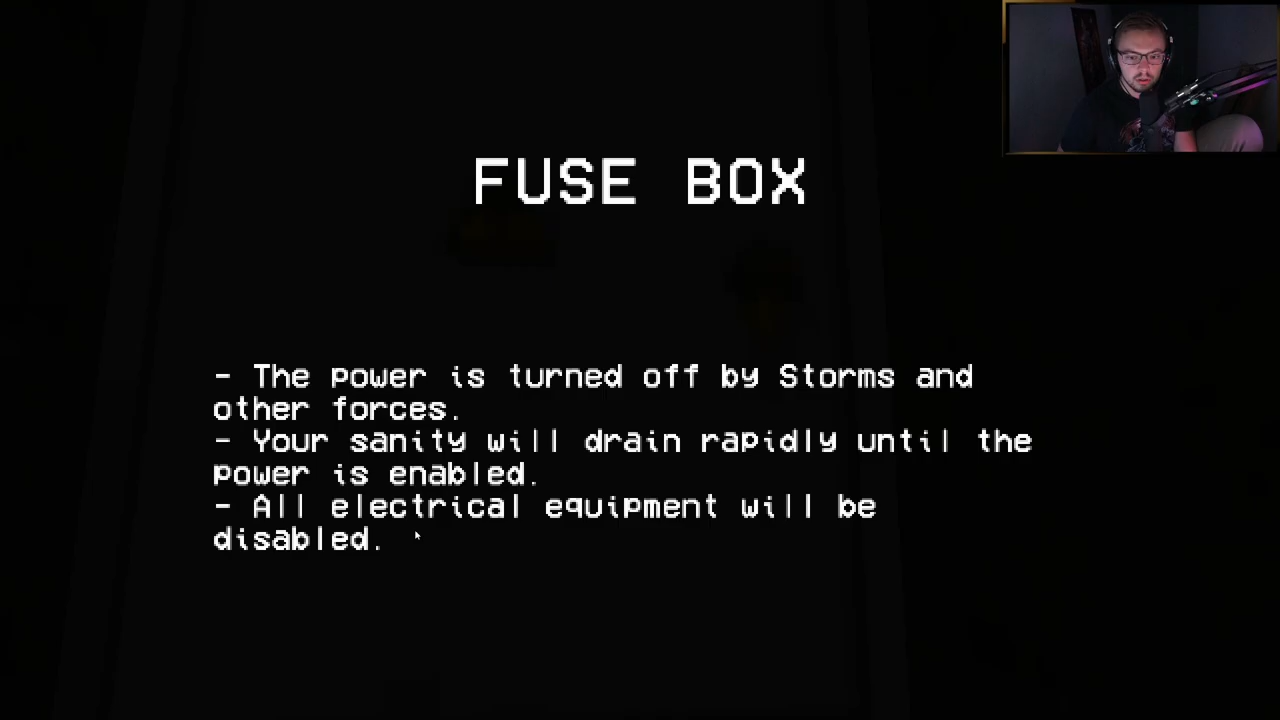 FUSE BOX
- The power is turned off by Storms and
other forces.
- Your sanity will drain rapidly until the
power is enabled.
- All electrical equipment will be
disabled.